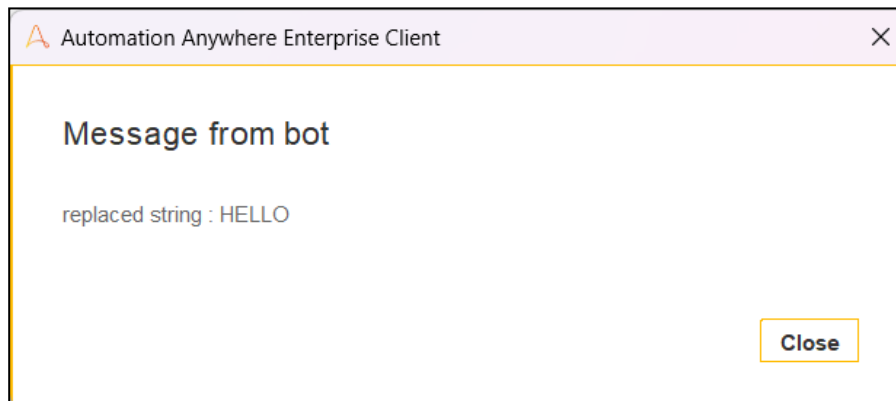 Automation Anywhere Enterprise Client
Message from bot
replaced string : HELLO
Close